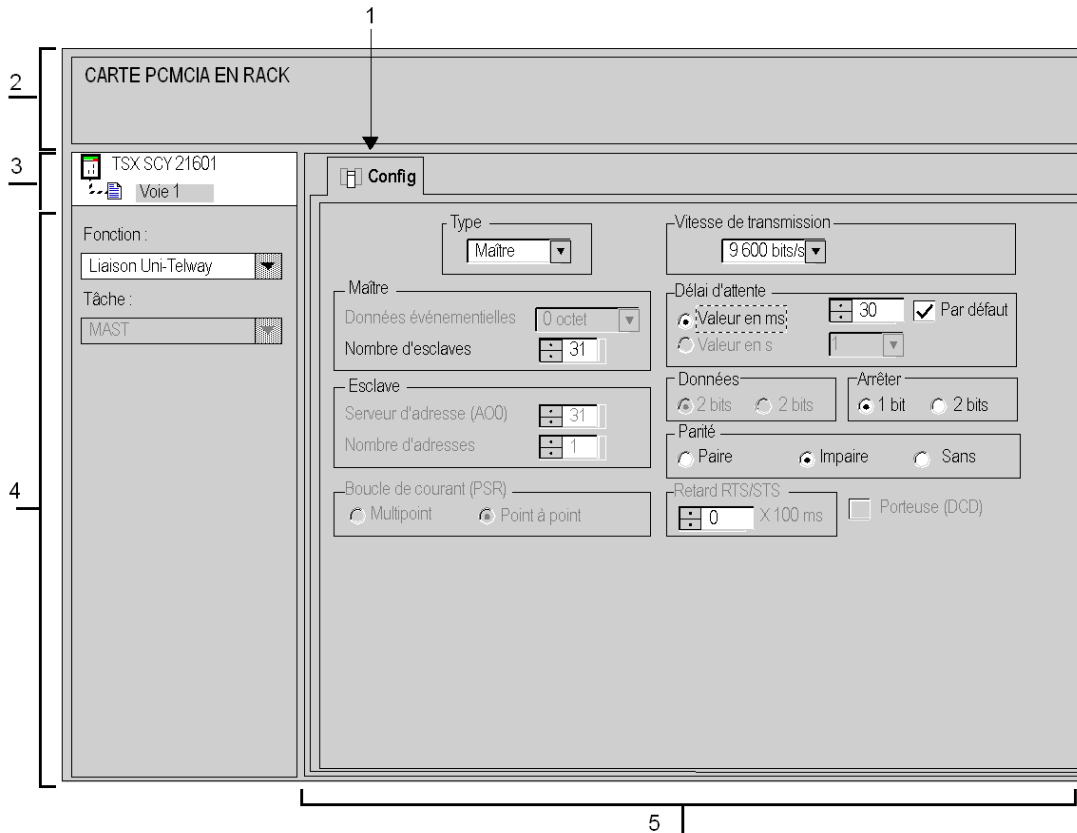 1
2
CARTE PCMCIA EN RACK
3
TSX SCY 21601
Voie 1
Config
4
Fonction :
Liaison Uni-Telway
Tâche :
MAST
Type
Maître
Vitesse de transmission
9 600 bits/s
Maître
Données événementielles 0 octet
Nombre d'esclaves 31
Délai d'attente
Valeur en ms 30 Par défaut
Valeur en s 1
Esclave
Serveur d'adresse (AO0) 31
Nombre d'adresses 1
Données
2 bits 2 bits
Arrêter
1 bit 2 bits
Parité
Paire Impaire Sans
Boucle de courant (PSR)
Multipoint Point à point
Retard RTS/STS
0 X 100 ms
Porteuse (DCD)
5